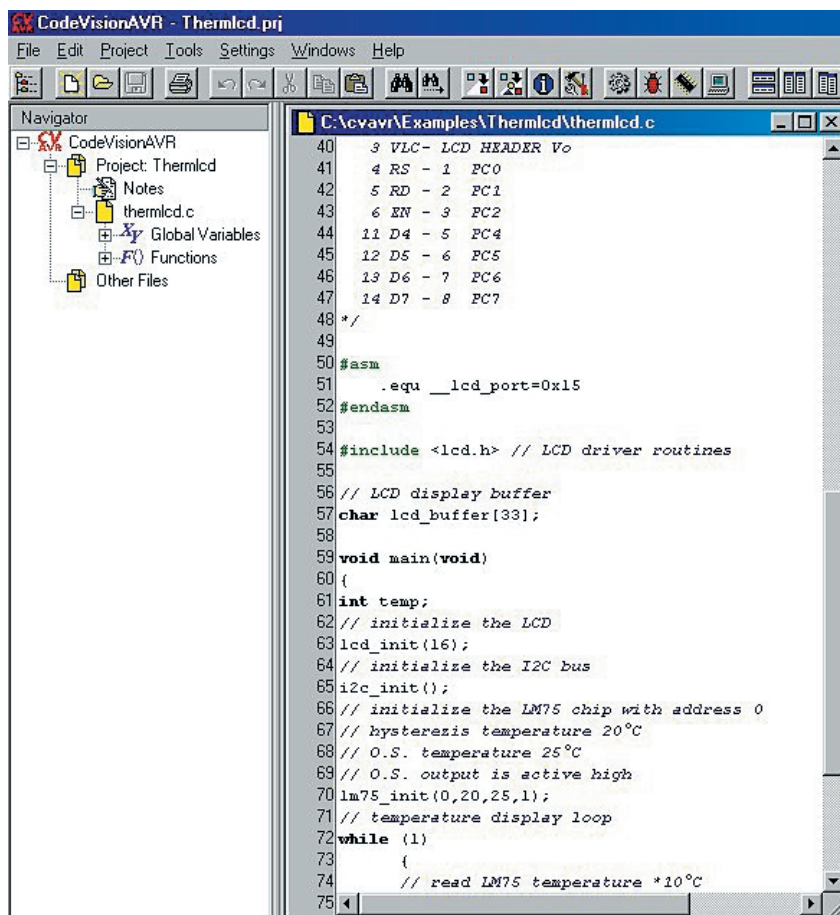 CodeVisionAVR - Thermlcd.prj
File Edit Project Tools Settings Windows Help
Navigator
CodeVisionAVR
Project: Thermlcd
Notes
thermlcd.c
Global Variables
F() Functions
Other Files
C:\cvavr\Examples\Thermlcd\thermlcd.c
40 3 VLC- LCD HEADER Vo
41 4 RS - 1 PC0
42 5 RD - 2 PC1
43 6 EN - 3 PC2
44 11 D4 - 5 PC4
45 12 D5 - 6 PC5
46 13 D6 - 7 PC6
47 14 D7 - 8 PC7
48 */
49
50 #asm
51 .equ __lcd_port=0x15
52 #endasm
53
54 #include <lcd.h> // LCD driver routines
55
56 // LCD display buffer
57 char lcd_buffer[33];
58
59 void main(void)
60 {
61 int temp;
62 // initialize the LCD
63 lcd_init(16);
64 // initialize the I2C bus
65 i2c_init();
66 // initialize the LM75 chip with address 0
67 // hysterezis temperature 20°C
68 // O.S. temperature 25°C
69 // O.S. output is active high
70 lm75_init(0,20,25,1);
71 // temperature display loop
72 while (1)
73 {
74 // read LM75 temperature *10°C
75